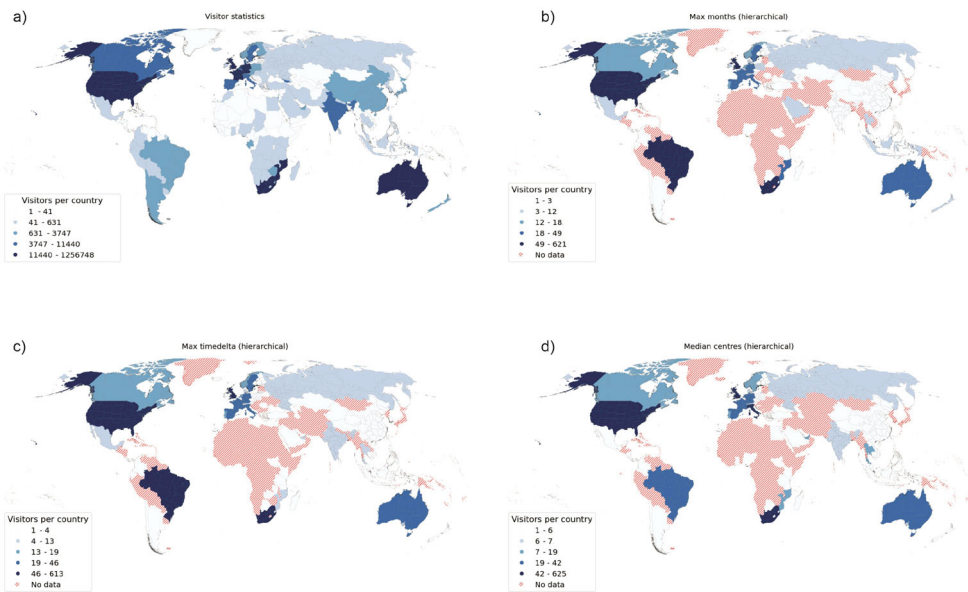 a)
Visitor statistics
Visitors per country
1 - 41
41 - 631
631 - 3747
3747 - 11440
11440 - 1256748
b)
Max months (hierarchical)
Visitors per country
1 - 3
3 - 12
12 - 18
18 - 49
49 - 621
No data
c)
Max timedelta (hierarchical)
Visitors per country
1 - 4
4 - 13
13 - 19
19 - 46
46 - 613
No data
d)
Median centres (hierarchical)
Visitors per country
1 - 6
6 - 7
7 - 19
19 - 42
42 - 625
No data